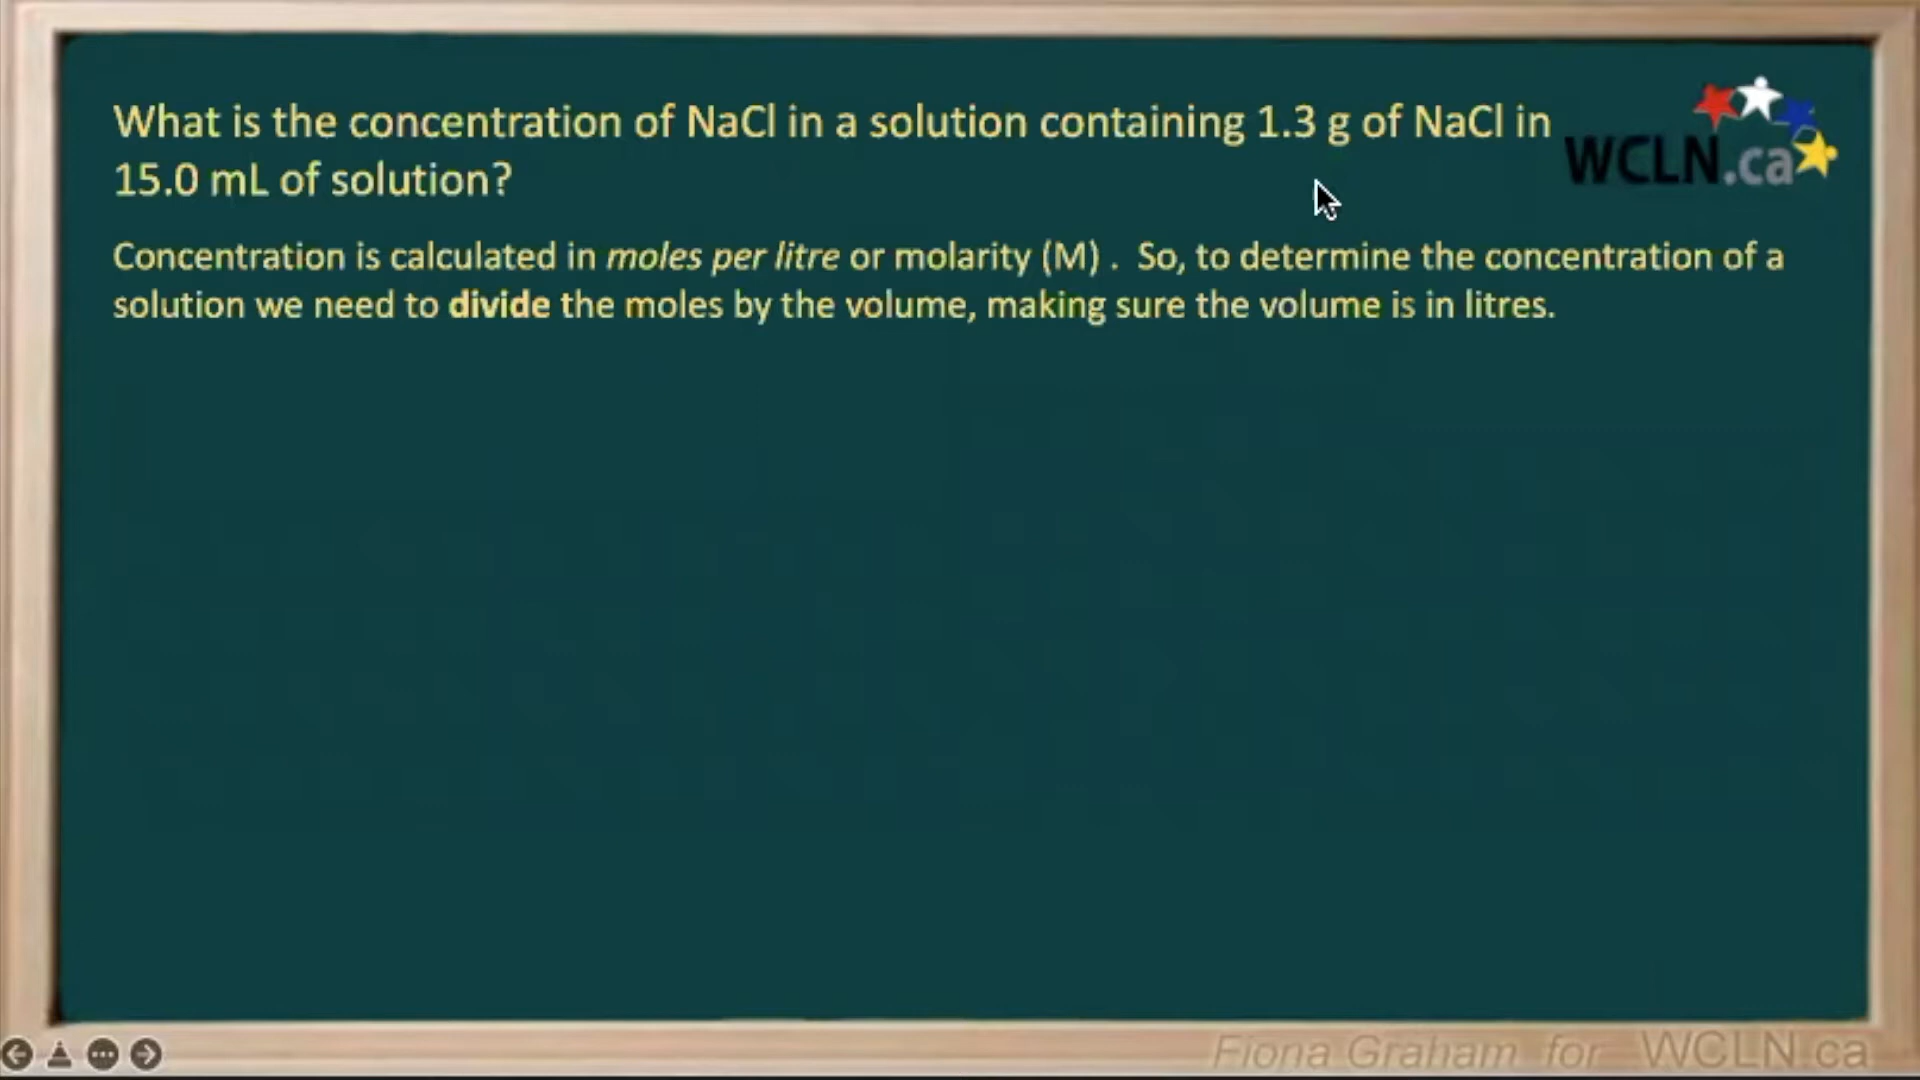 What is the concentration of NaCl in a solution containing 1.3 g of NaCl in
15.0 mL of solution?
WCLN.ca
Concentration is calculated in moles per litre or molarity (M) .  So, to determine the concentration of a
solution we need to divide the moles by the volume, making sure the volume is in litres.
Fiona Graham for WCLN.ca